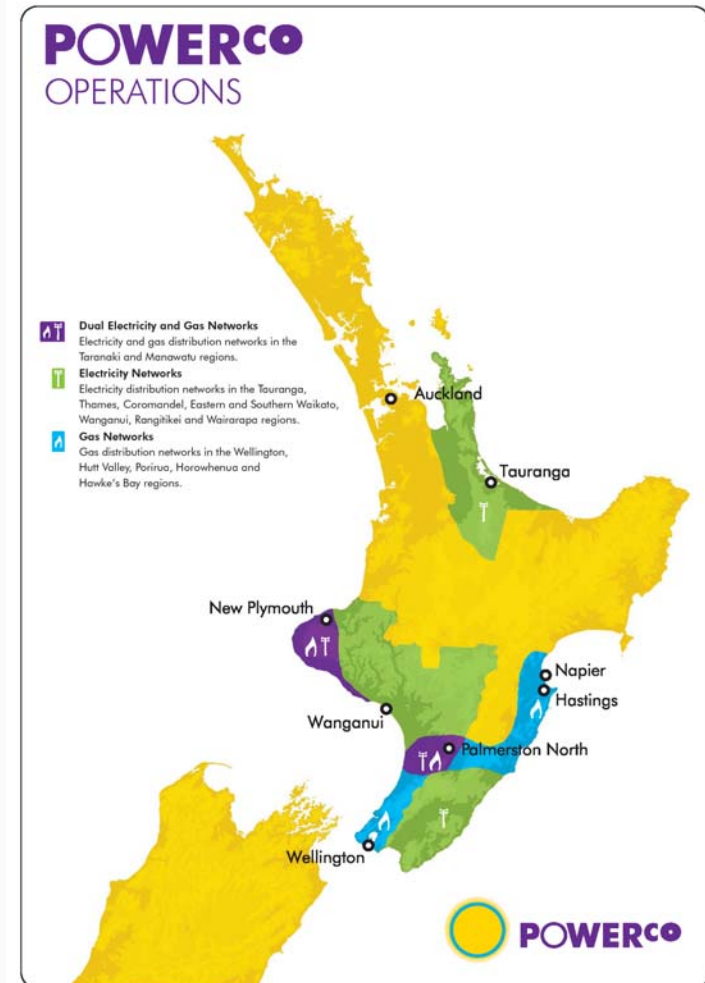 POWERCO
OPERATIONS
Dual Electricity and Gas Networks
Electricity and gas distribution networks in the
Taranaki and Manawatu regions.
Electricity Networks
Electricity distribution networks in the Tauranga,
Thames, Coromandel, Eastern and Southern Waikato,
Wanganui, Rangitikei and Wairarapa regions.
Gas Networks
Gas distribution networks in the Wellington,
Hutt Valley, Porirua, Horowhenua and
Hawke's Bay regions.
Auckland
Tauranga
New Plymouth
Napier
Hastings
Wanganui
Palmerston North
Wellington
POWERCO